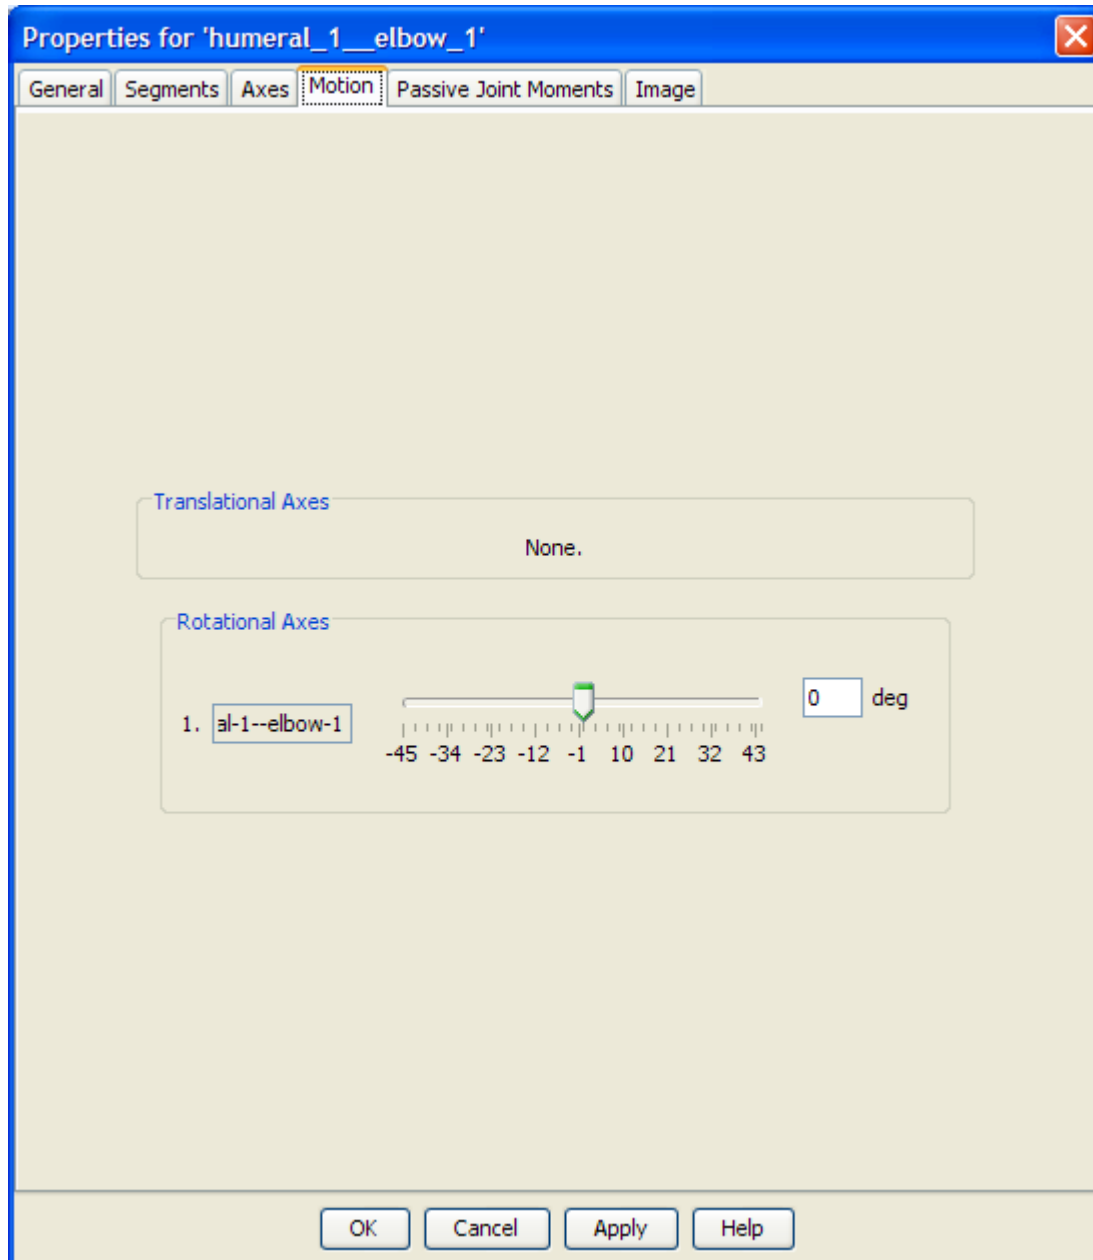 Properties for 'humeral_1__elbow_1'
General Segments Axes Motion Passive Joint Moments Image
Translational Axes
None.
Rotational Axes
1. al-1--elbow-1 0 deg
-45 -34 -23 -12 -1 10 21 32 43
OK Cancel Apply Help